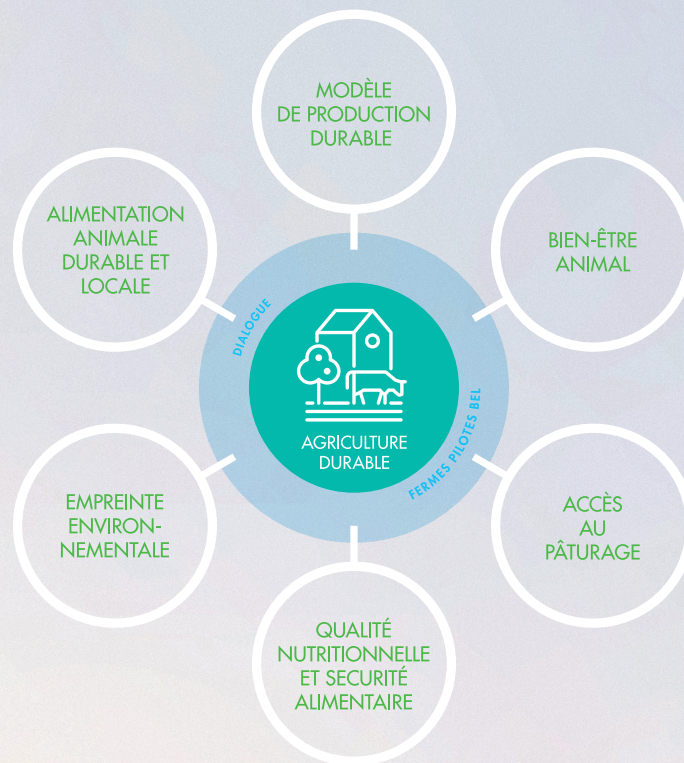 MODÈLE
DE PRODUCTION
DURABLE
ALIMENTATION
ANIMALE
DURABLE ET
LOCALE
BIEN-ÊTRE
ANIMAL
DIALOGUE
AGRICULTURE
DURABLE
FERMES PILOTES BEL
EMPREINTE
ENVIRON-
NEMENTALE
ACCÈS
AU
PÂTURAGE
QUALITÉ
NUTRITIONNELLE
ET SECURITÉ
ALIMENTAIRE